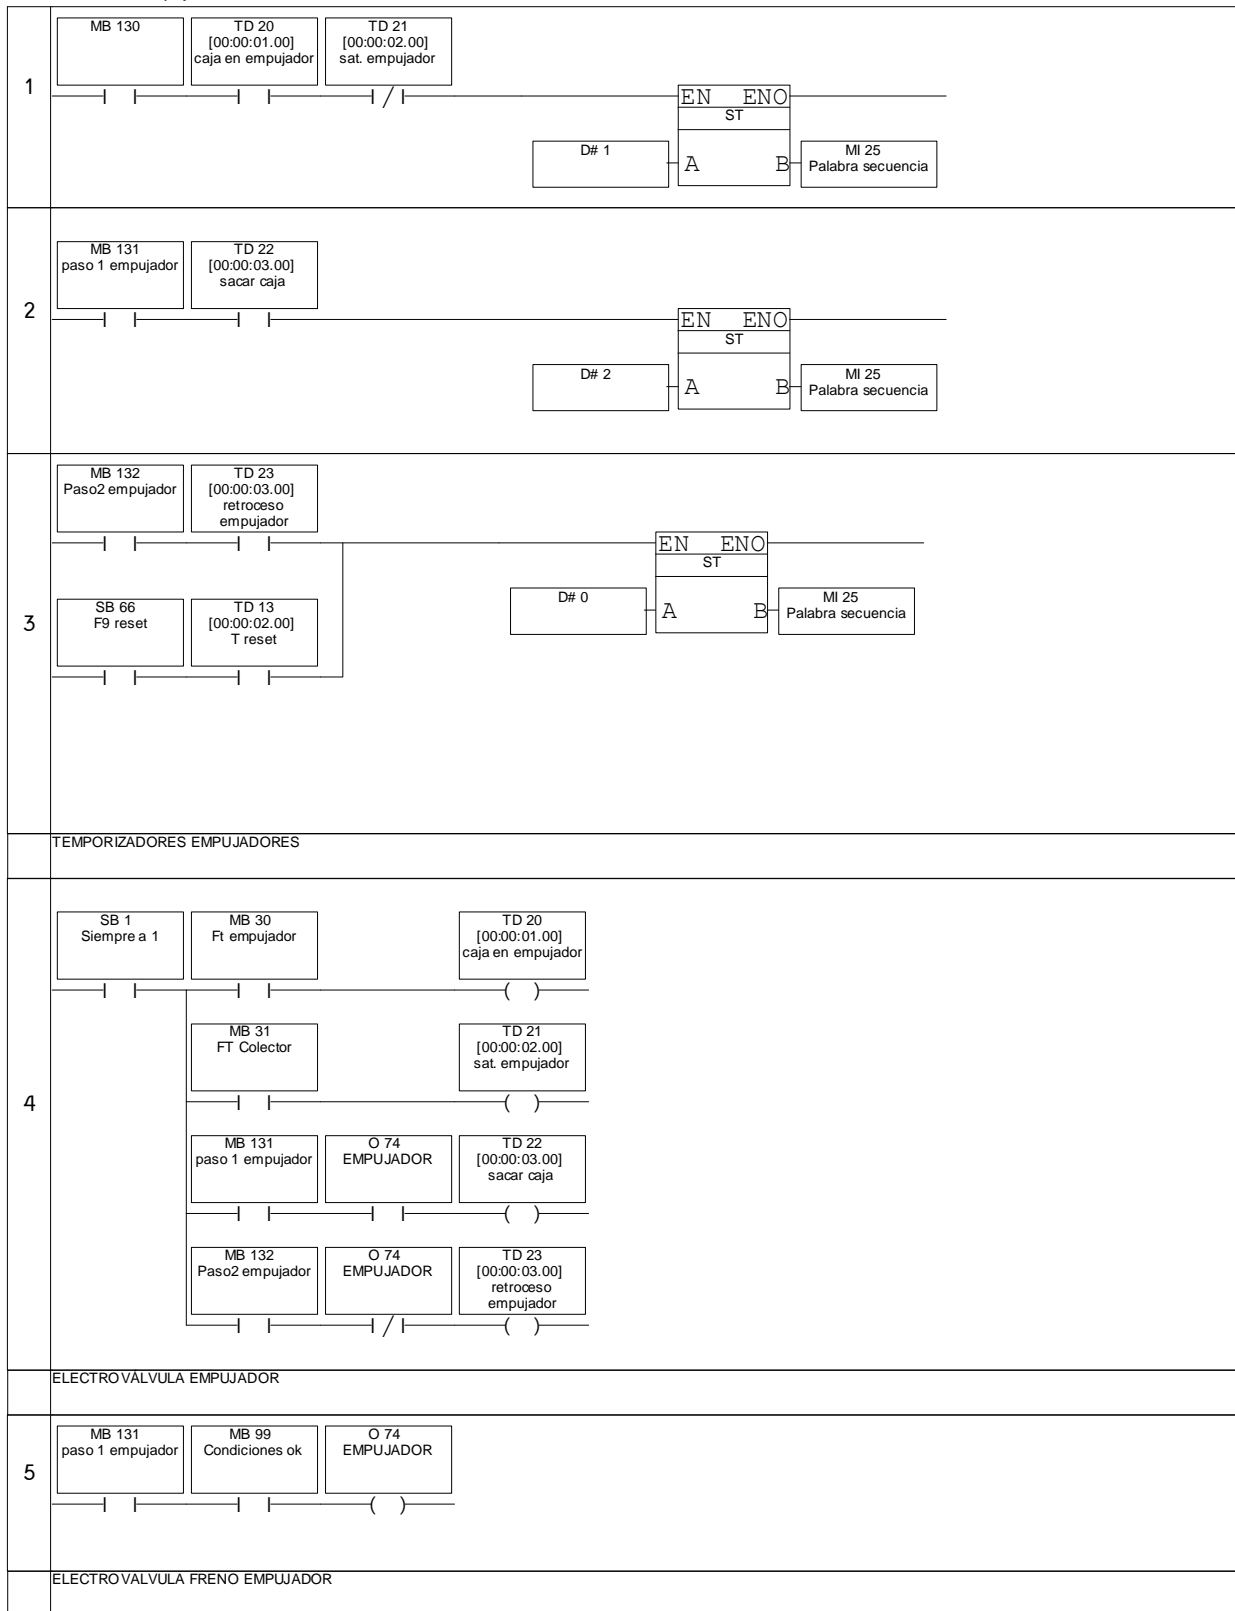 MB 130
TD 20
[00:00:01.00]
caja en empujador
TD 21
[00:00:02.00]
sat. empujador
1
EN ENO
ST
D# 1
A B
MI 25
Palabra secuencia
MB 131
paso 1 empujador
TD 22
[00:00:03.00]
sacar caja
2
EN ENO
ST
D# 2
A B
MI 25
Palabra secuencia
MB 132
Paso2 empujador
TD 23
[00:00:03.00]
retroceso
empujador
EN ENO
ST
D# 0
A B
MI 25
Palabra secuencia
3
SB 66
F9 reset
TD 13
[00:00:02.00]
T reset
TEMPORIZADORES EMPUJADORES
SB 1
Siempre a 1
MB 30
Ft empujador
TD 20
[00:00:01.00]
caja en empujador
MB 31
FT Colector
TD 21
[00:00:02.00]
sat. empujador
4
MB 131
paso 1 empujador
O 74
EMPUJADOR
TD 22
[00:00:03.00]
sacar caja
MB 132
Paso2 empujador
O 74
EMPUJADOR
TD 23
[00:00:03.00]
retroceso
empujador
ELECTROVÁLVULA EMPUJADOR
5
MB 131
paso 1 empujador
MB 99
Condiciones ok
O 74
EMPUJADOR
ELECTROVALVULA FRENO EMPUJADOR